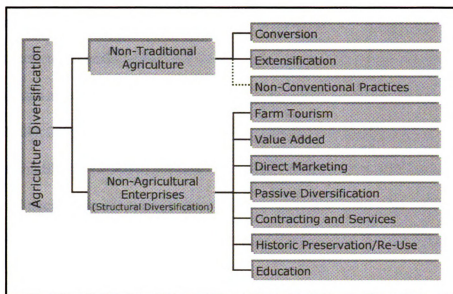 Agriculture Diversification
Non-Traditional
Agriculture
Conversion
Extensification
Non-Conventional Practices
Non-Agricultural
Enterprises
(Structural Diversification)
Farm Tourism
Value Added
Direct Marketing
Passive Diversification
Contracting and Services
Historic Preservation/Re-Use
Education